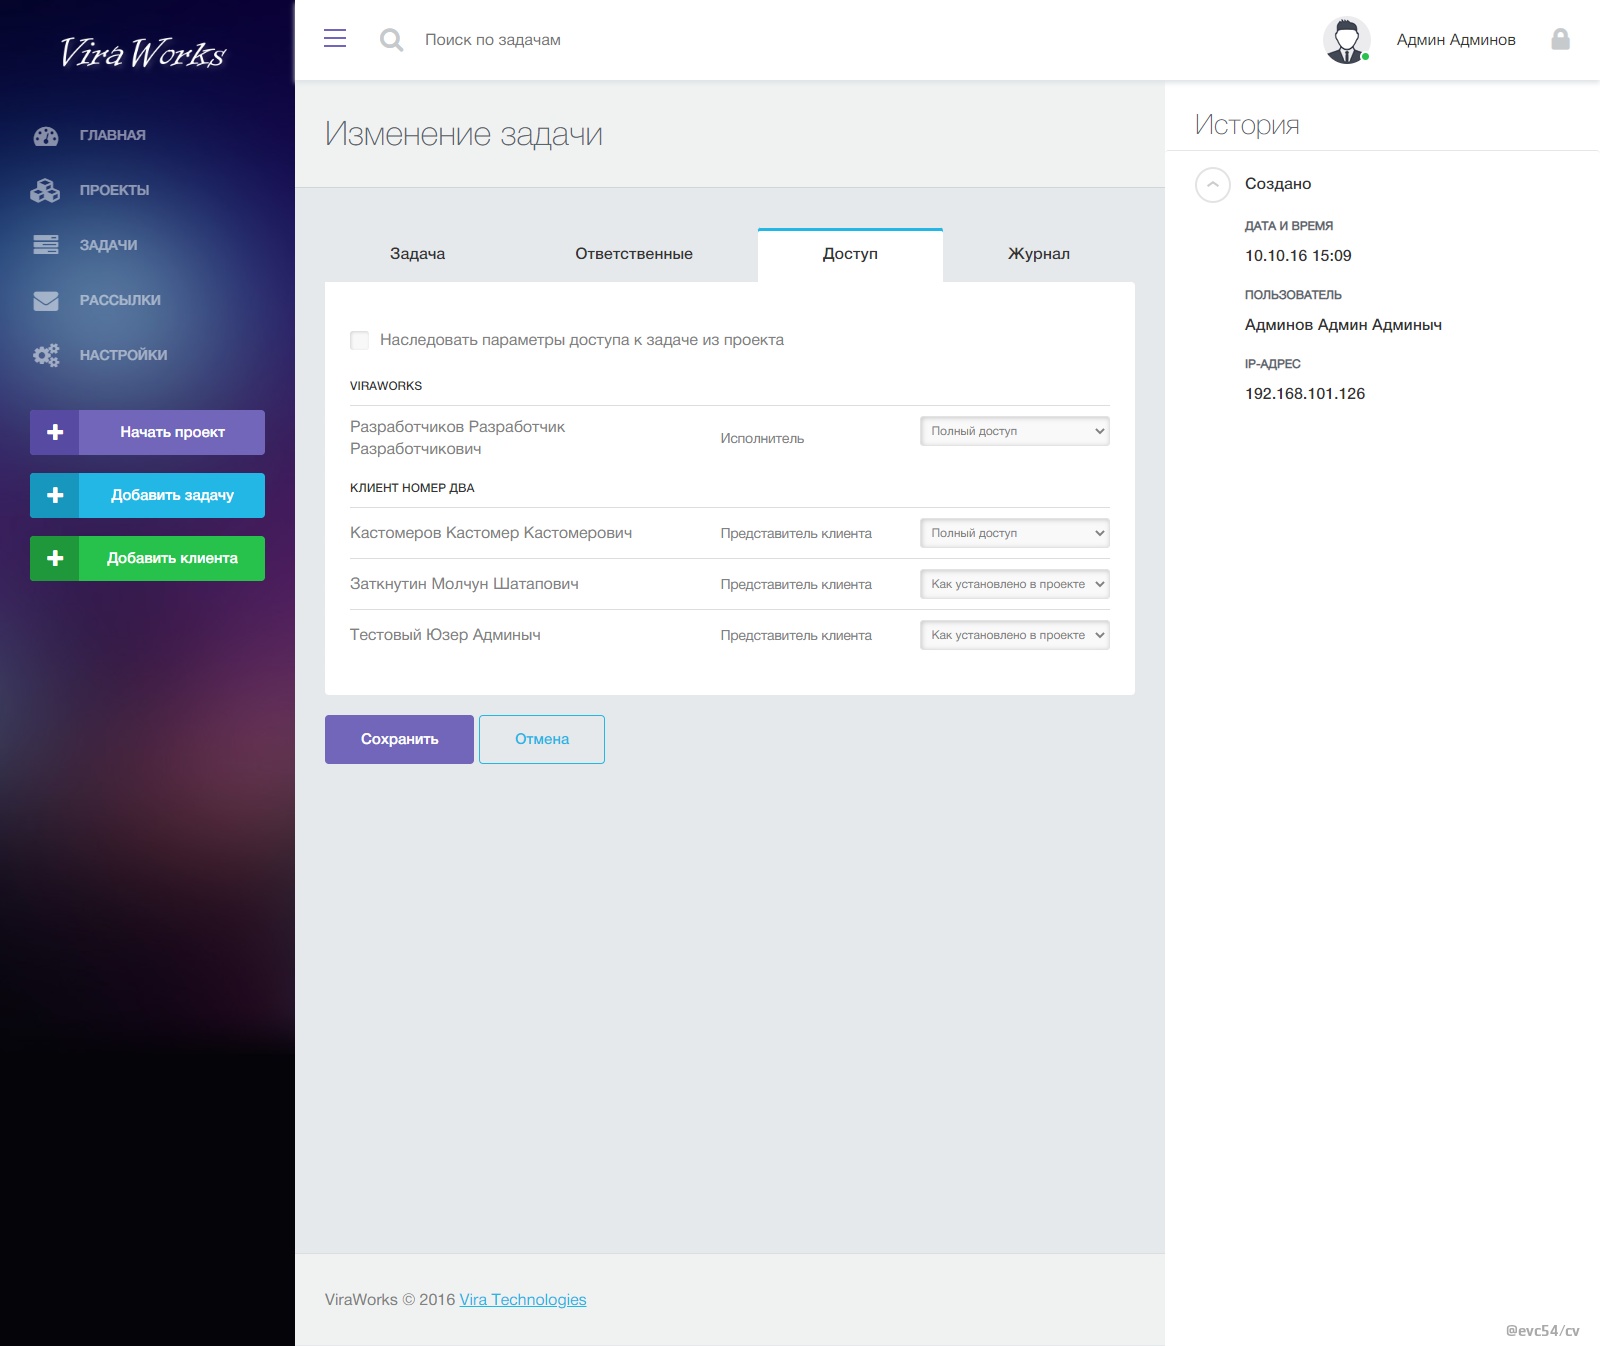 Vira Works
Поиск по задачам
Админ Админов
ГЛАВНАЯ
ПРОЕКТЫ
ЗАДАЧИ
РАССЫЛКИ
НАСТРОЙКИ
Начать проект
Добавить задачу
Добавить клиента
Изменение задачи
Задача
Ответственные
Доступ
Журнал
Наследовать параметры доступа к задаче из проекта
VIRAWORKS
Разработчиков Разработчик
Разработчикович
Исполнитель
Полный доступ
КЛИЕНТ НОМЕР ДВА
Кастомеров Кастомер Кастомерович
Представитель клиента
Полный доступ
Заткнутин Молчун Шатапович
Представитель клиента
Как установлено в проекте
Тестовый Юзер Админыч
Представитель клиента
Как установлено в проекте
Сохранить
Отмена
История
Создано
ДАТА И ВРЕМЯ
10.10.16 15:09
ПОЛЬЗОВАТЕЛЬ
Админов Админ Админыч
IP-АДРЕС
192.168.101.126
ViraWorks © 2016 Vira Technologies
@evc54/cv